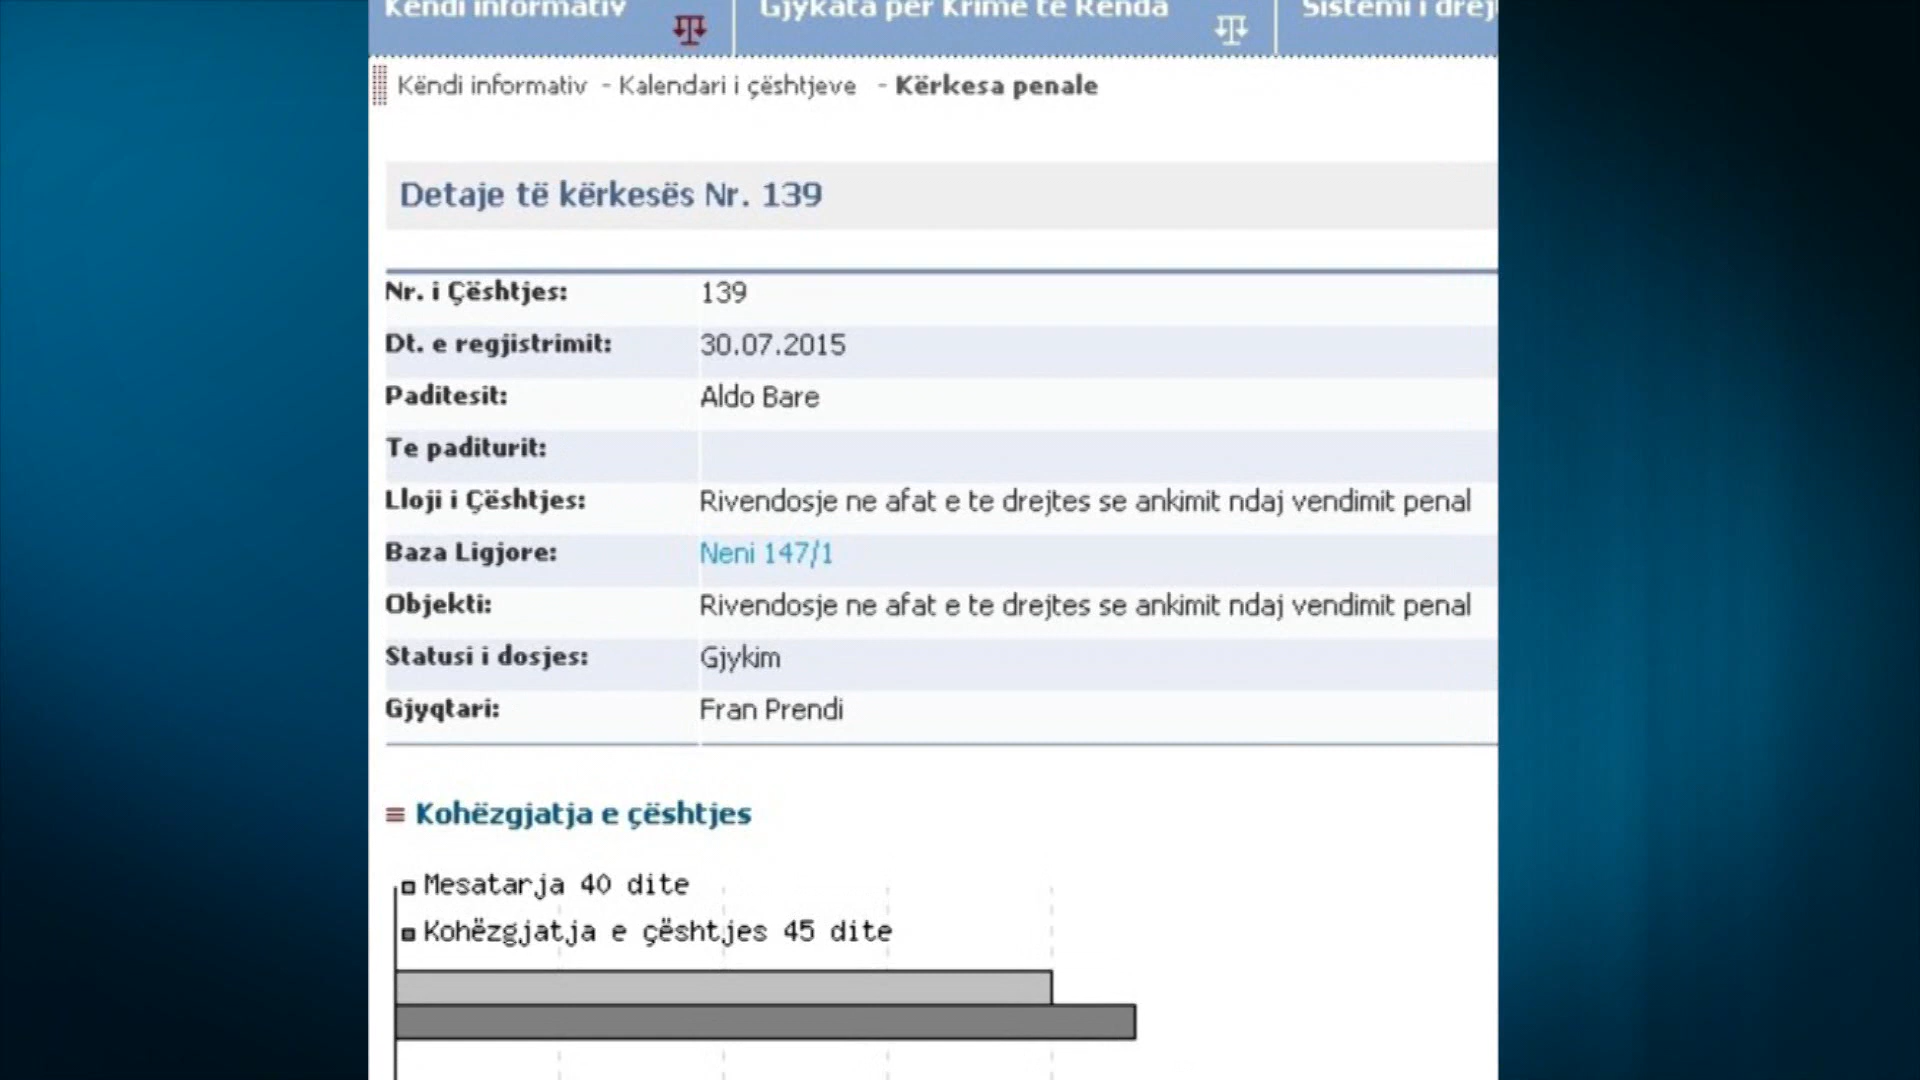 Këndi informativ
Gjykata për Krime të Rënda
Sistemi i drejt
Këndi informativ - Kalendari i çështjeve - Kërkesa penale
Detaje të kërkesës Nr. 139
Nr. i Çështjes: 139
Dt. e regjistrimit: 30.07.2015
Paditesit: Aldo Bare
Te paditurit:
Lloji i Çështjes: Rivendosje ne afat e te drejtes se ankimit ndaj vendimit penal
Baza Ligjore: Neni 147/1
Objekti: Rivendosje ne afat e te drejtes se ankimit ndaj vendimit penal
Statusi i dosjes: Gjykim
Gjyqtari: Fran Prendi
Kohëzgjatja e çështjes
Mesatarja 40 dite
Kohëzgjatja e çështjes 45 dite